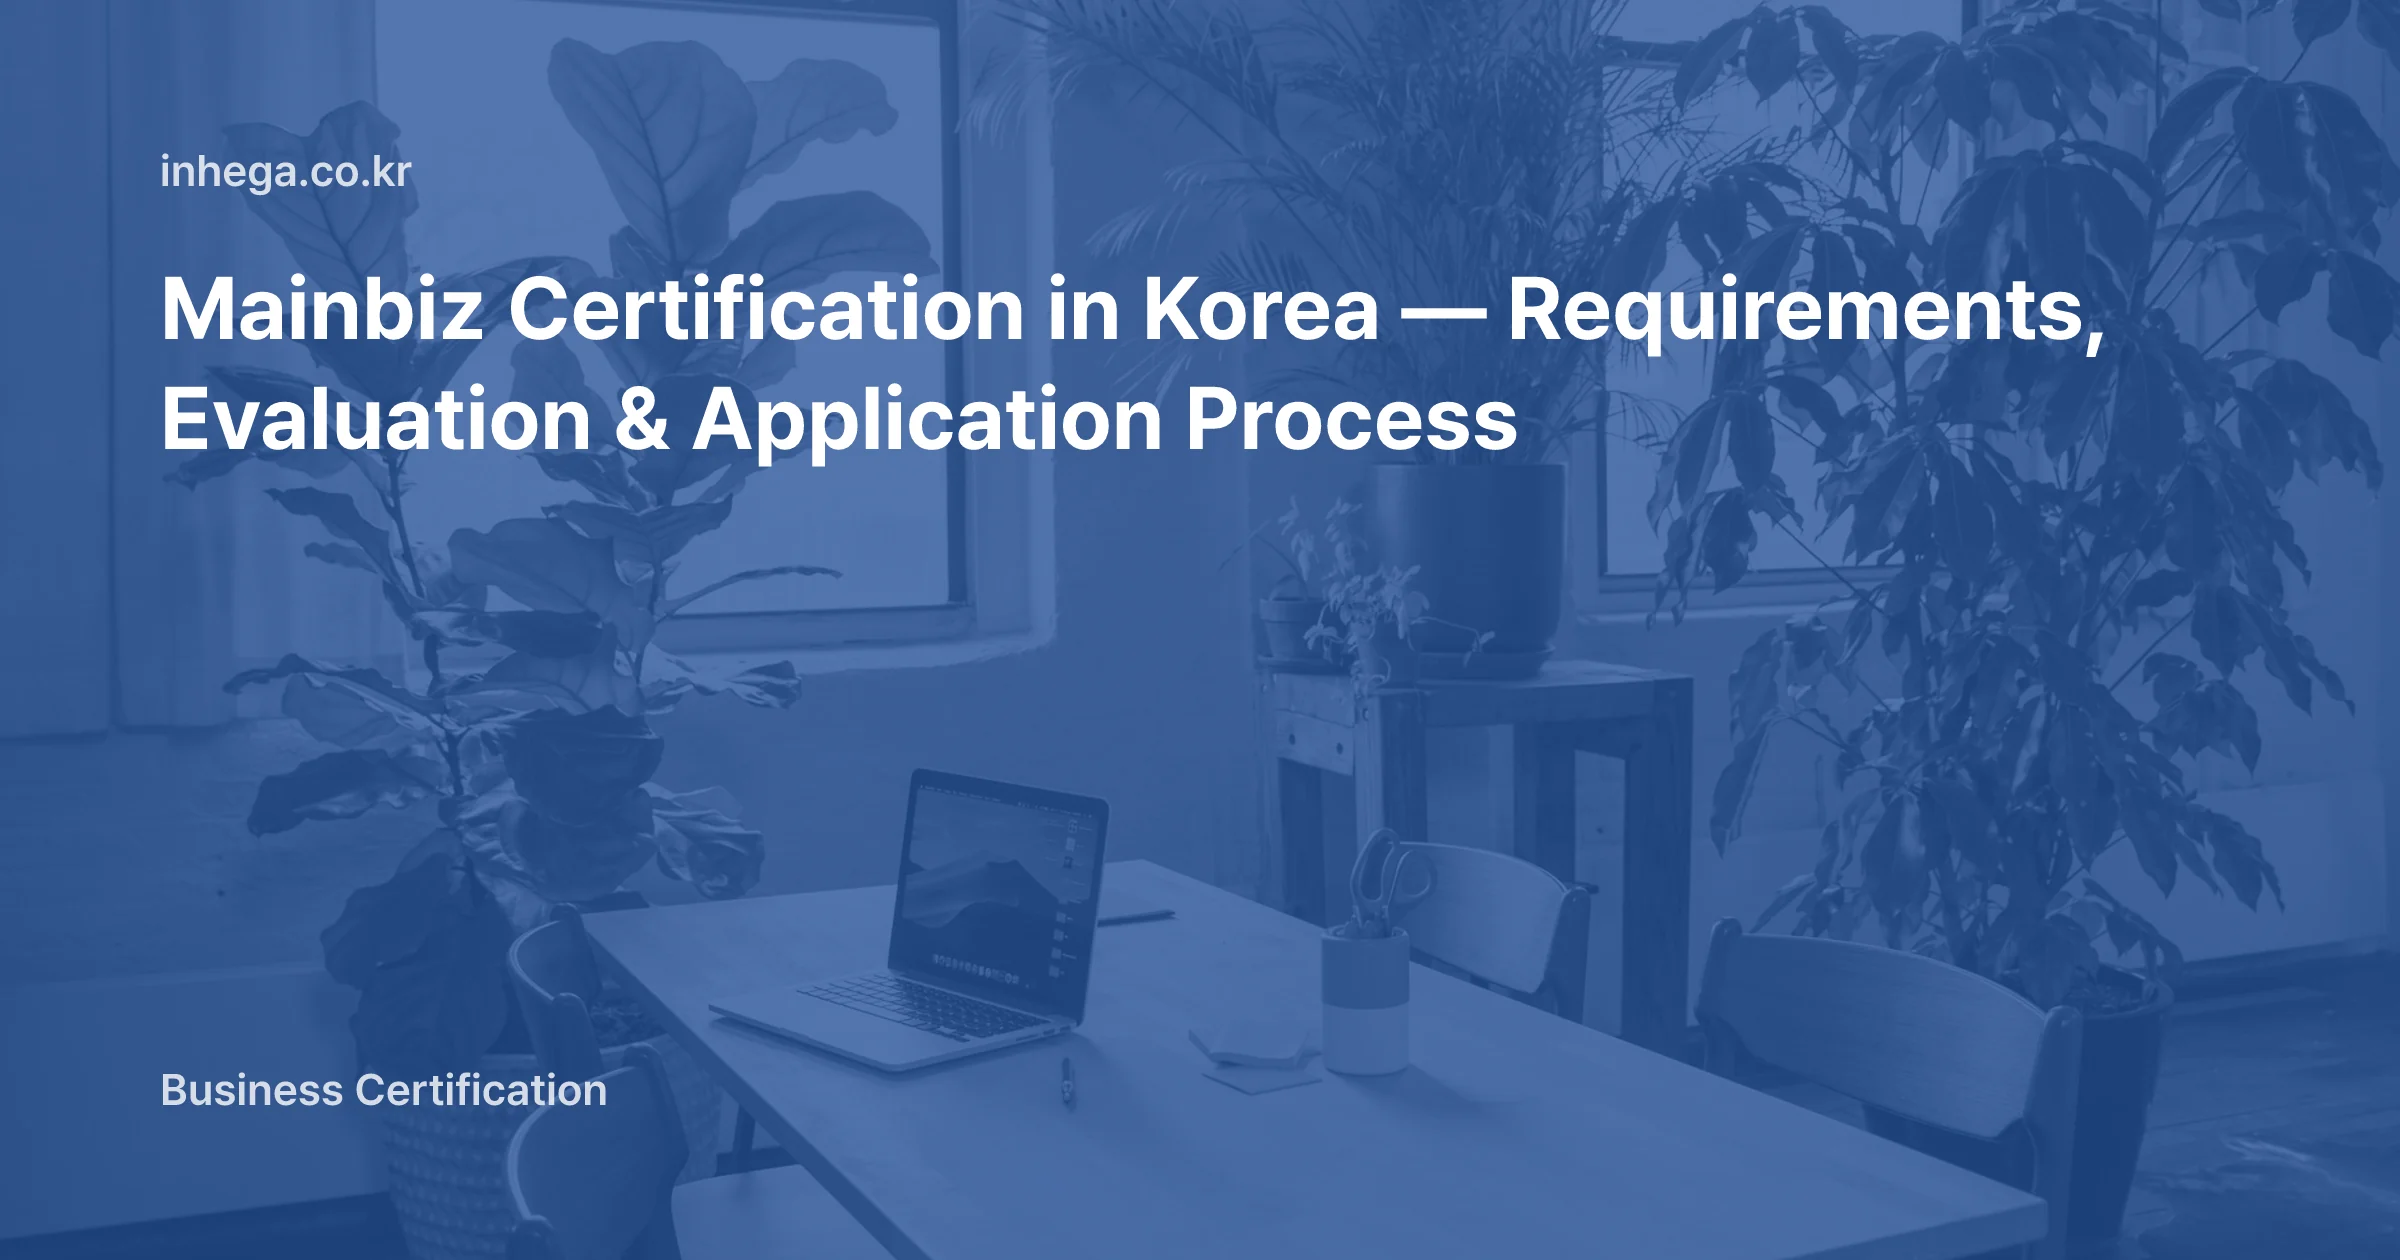 inhega.co.kr
Mainbiz Certification in Korea — Requirements,
Evaluation & Application Process
Business Certification